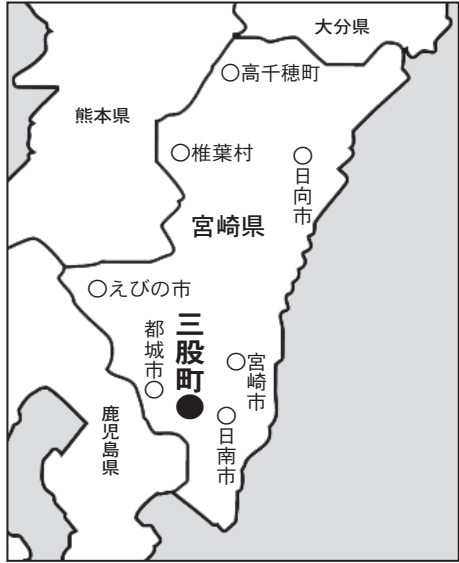 大分県
○高千穂町
熊本県
○椎葉村
○日向市
宮崎県
○えびの市
都城市○
三股町●
○宮崎市
○日南市
鹿児島県